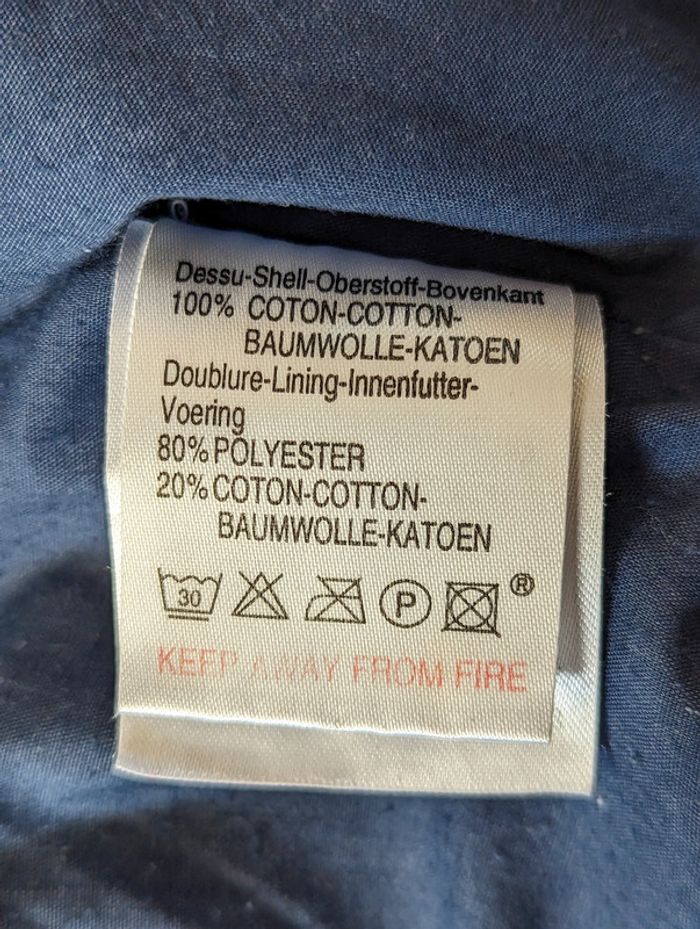 Dessu-Shell-Oberstoff-Bovenkant
100% COTON-COTTON-
BAUMWOLLE-KATOEN
Doublure-Lining-Innenfutter-
Voering
80% POLYESTER
20% COTON-COTTON-
BAUMWOLLE-KATOEN
30 P ®
KEEP AWAY FROM FIRE